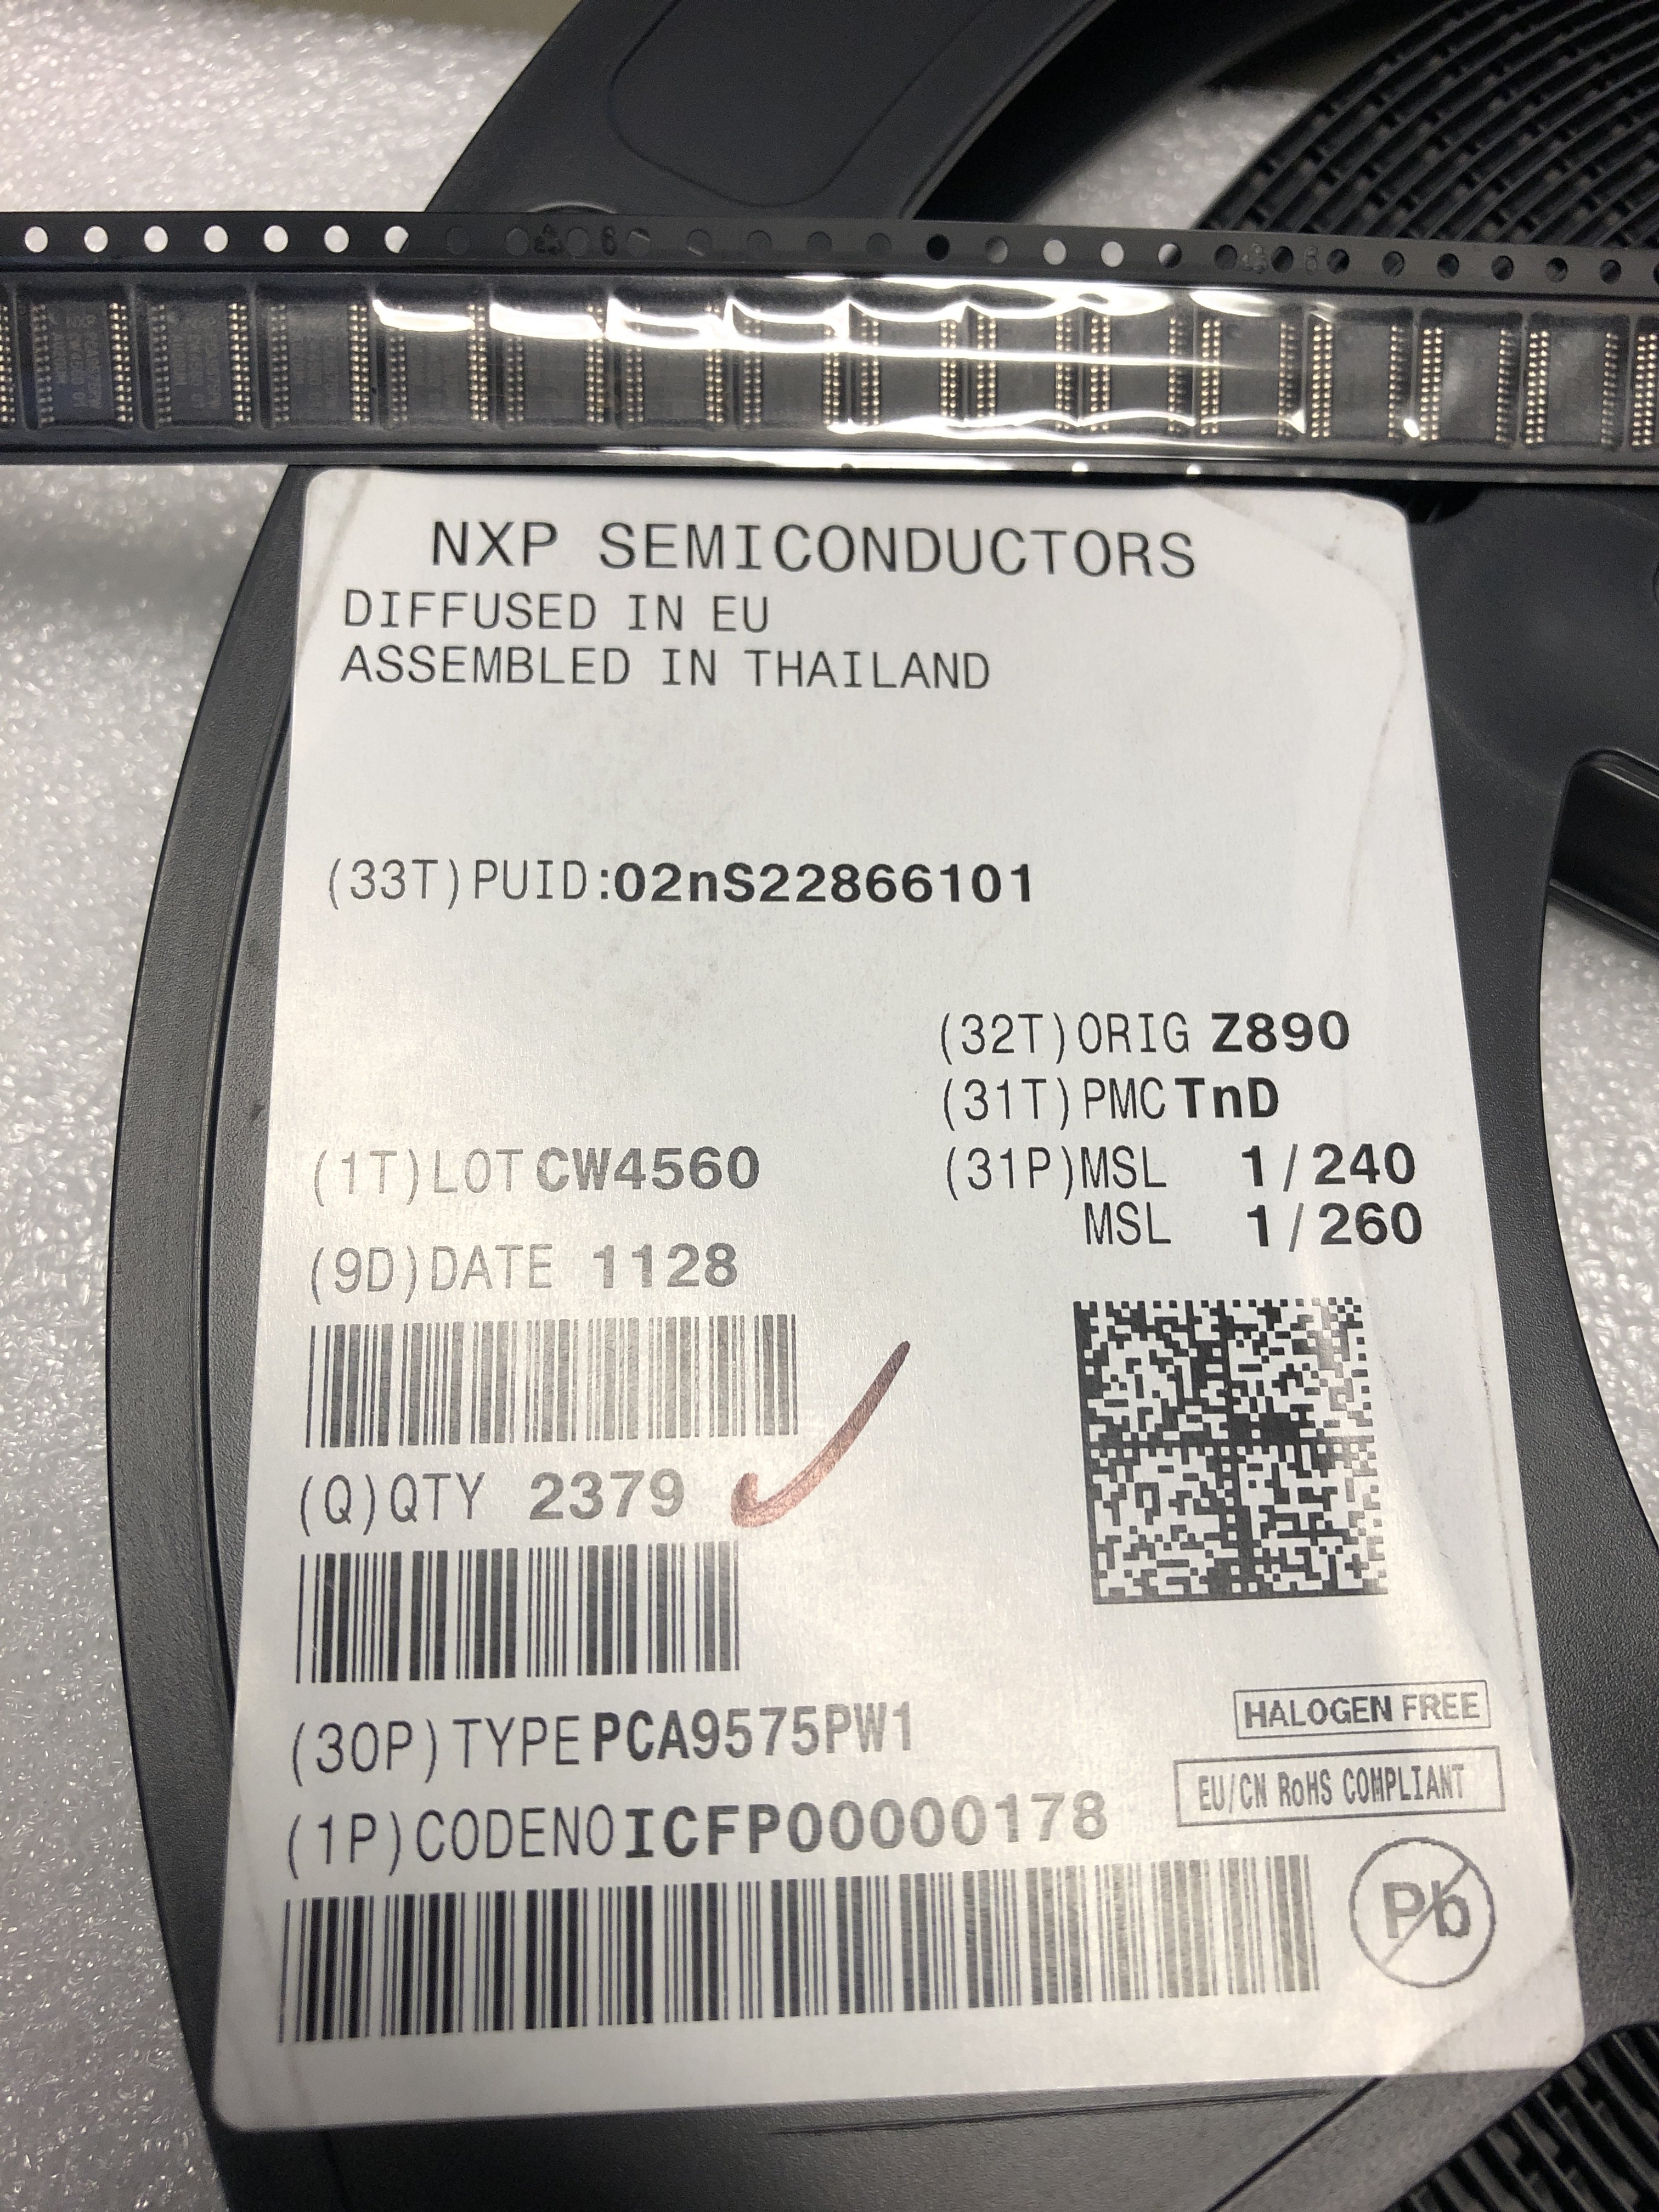 NXP SEMICONDUCTORS
DIFFUSED IN EU
ASSEMBLED IN THAILAND
(33T)PUID:02nS22866101
(32T)ORIG Z890
(31T)PMC TnD
(1T)LOT CW4560
(31P)MSL 1/240
MSL 1/260
(9D)DATE 1128
(Q)QTY 2379
(30P)TYPE PCA9575PW1
(1P)CODENO ICFP00000178
HALOGEN FREE
EU/CN RoHS COMPLIANT
Pb